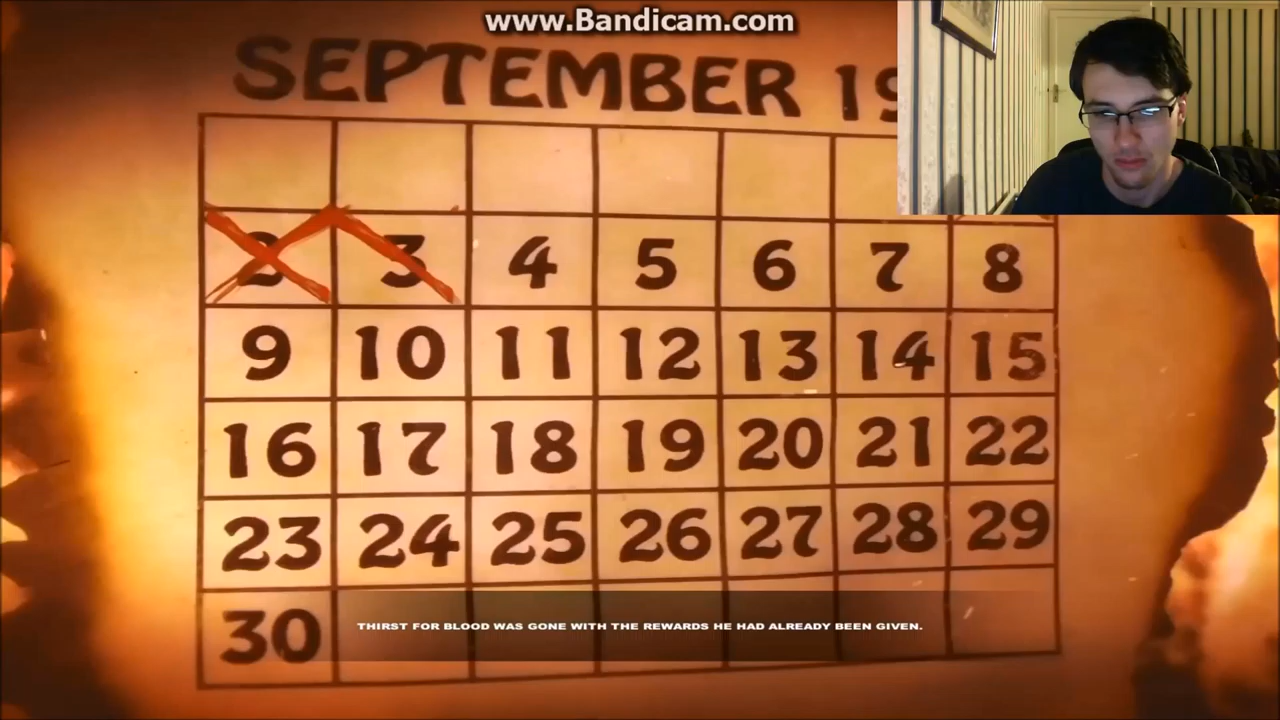 www.Bandicam.com
SEPTEMBER 19
2 3 4 5 6 7 8
9 10 11 12 13 14 15
16 17 18 19 20 21 22
23 24 25 26 27 28 29
30
THIRST FOR BLOOD WAS GONE WITH THE REWARDS HE HAD ALREADY BEEN GIVEN.